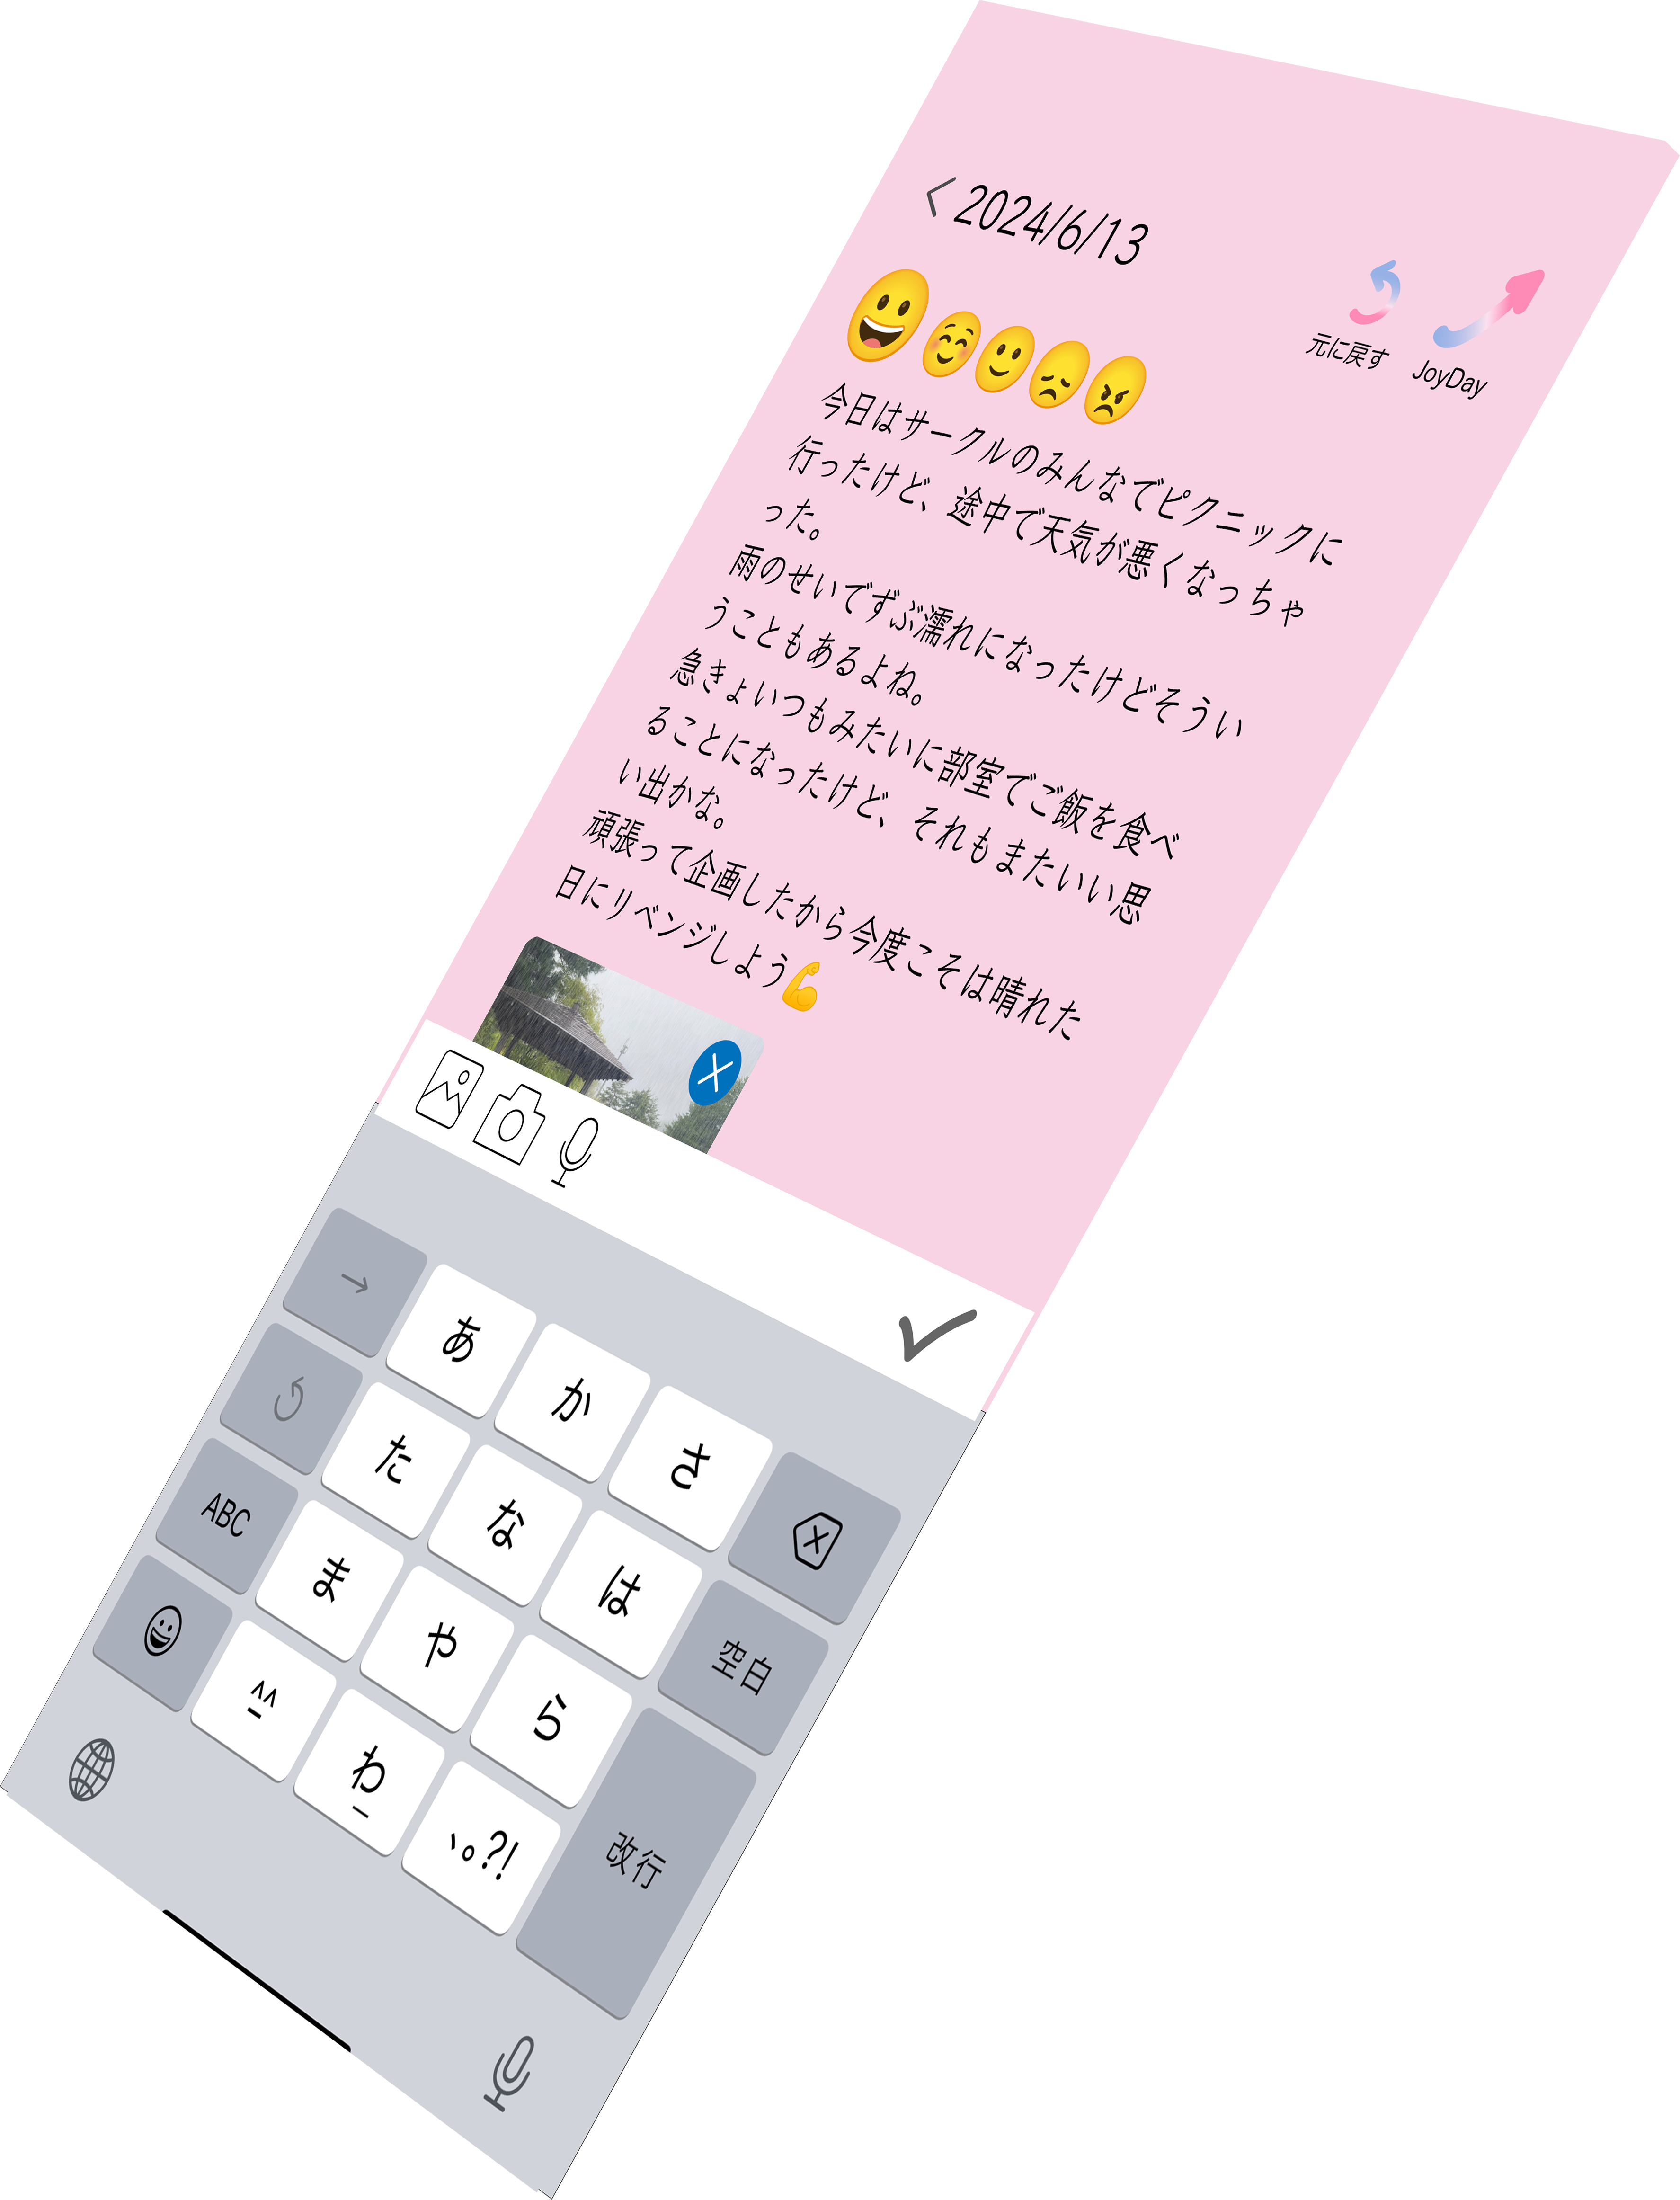 2024/6/13
元に戻す
JoyDay
今日はサークルのみんなでピクニックに
行ったけど、途中で天気が悪くなっちゃ
った。
雨のせいでずぶ濡れになったけどそうい
うこともあるよね。
急きょいつもみたいに部室でご飯を食べ
ることになったけど、それもまたいい思
い出かな。
頑張って企画したから今度こそは晴れた
日にリベンジしよう💪
→ あ か さ
た な は 空白
ABC ま や ら 改行
^^ わ 、。?!